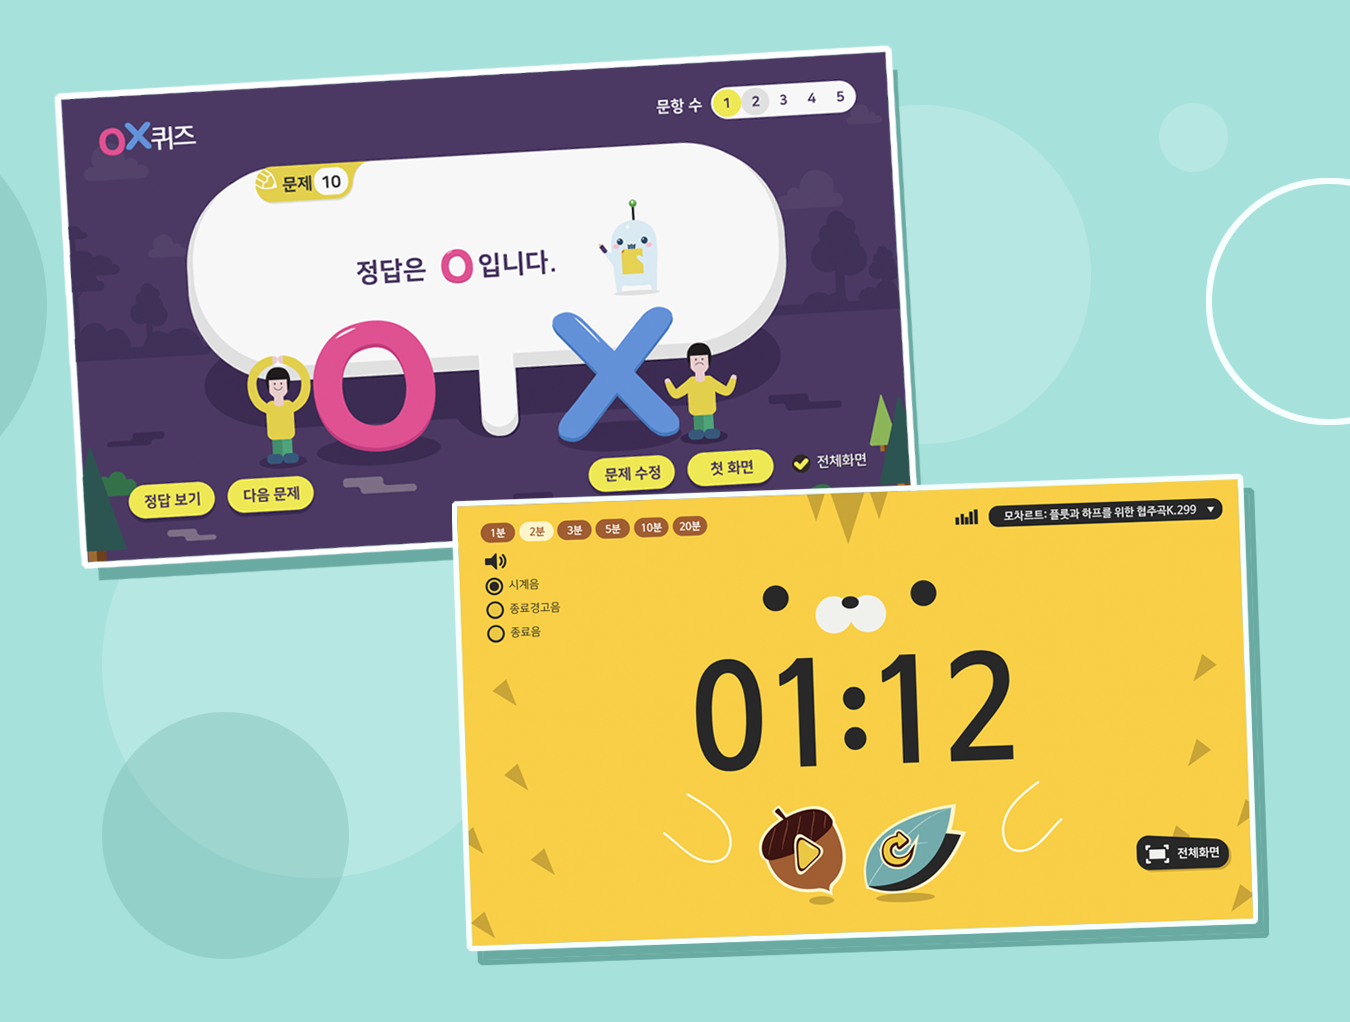 OX퀴즈
문항 수 1 2 3 4 5
문제 10
정답은 O 입니다.
O X
정답 보기
다음 문제
문제 수정
첫 화면
전체화면
1분 2분 3분 5분 10분 20분
모차르트: 플룻과 하프를 위한 협주곡K.299
시계음
종료경고음
종료음
01:12
전체화면